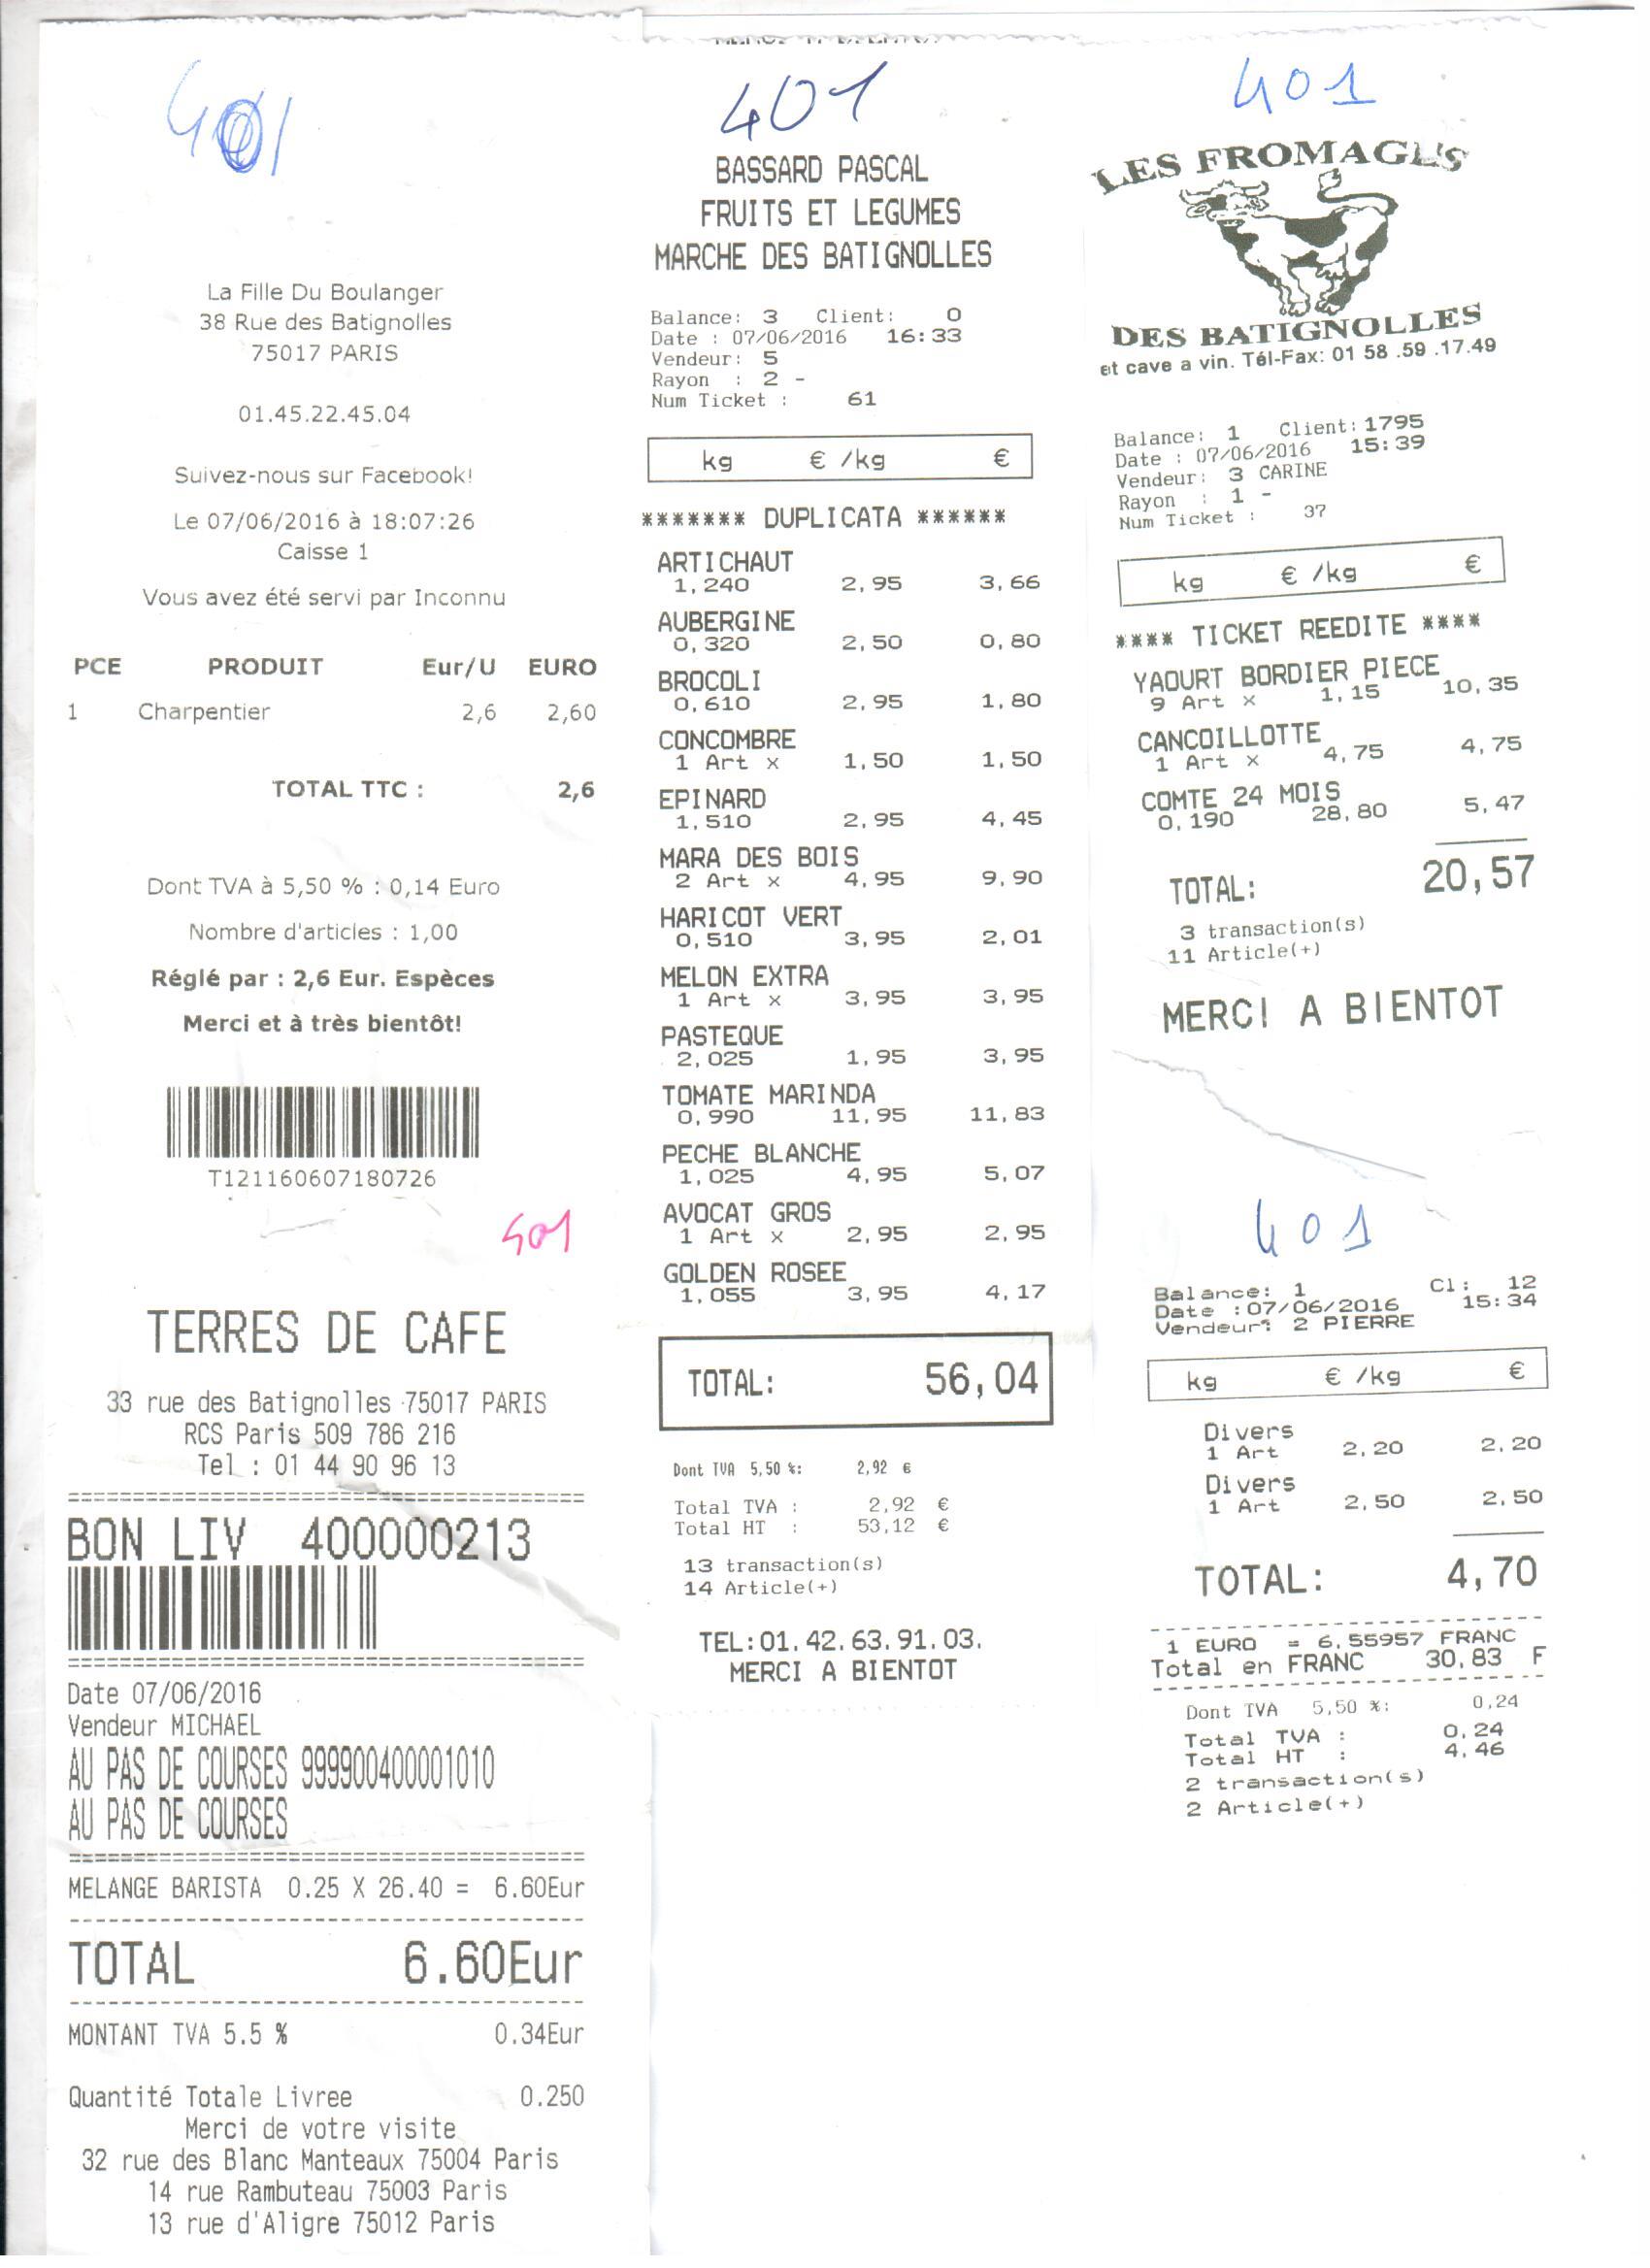 401
La Fille Du Boulanger
38 Rue des Batignolles
75017 PARIS
01.45.22.45.04
Suivez-nous sur Facebook!
Le 07/06/2016 à 18:07:26
Caisse 1
Vous avez été servi par Inconnu
PCE PRODUIT Eur/U EURO
1 Charpentier 2,6 2,60
TOTAL TTC : 2,6
Dont TVA à 5,50 % : 0,14 Euro
Nombre d'articles : 1,00
Réglé par : 2,6 Eur. Espèces
Merci et à très bientôt!
T121160607180726
401
TERRES DE CAFE
33 rue des Batignolles 75017 PARIS
RCS Paris 509 786 216
Tel : 01 44 90 96 13
BON LIV 400000213
Date 07/06/2016
Vendeur MICHAEL
AU PAS DE COURSES 999900400001010
AU PAS DE COURSES
MELANGE BARISTA 0.25 X 26.40 = 6.60Eur
TOTAL 6.60Eur
MONTANT TVA 5.5 % 0.34Eur
Quantité Totale Livree 0.250
Merci de votre visite
32 rue des Blanc Manteaux 75004 Paris
14 rue Rambuteau 75003 Paris
13 rue d'Aligre 75012 Paris
401
BASSARD PASCAL
FRUITS ET LEGUMES
MARCHE DES BATIGNOLLES
Balance: 3 Client: 0
Date : 07/06/2016 16:33
Vendeur: 5
Rayon : 2 -
Num Ticket : 61
kg € /kg €
******* DUPLICATA ******
ARTICHAUT
1,240 2,95 3,66
AUBERGINE
0,320 2,50 0,80
BROCOLI
0,610 2,95 1,80
CONCOMBRE
1 Art x 1,50 1,50
EPINARD
1,510 2,95 4,45
MARA DES BOIS
2 Art x 4,95 9,90
HARICOT VERT
0,510 3,95 2,01
MELON EXTRA
1 Art x 3,95 3,95
PASTEQUE
2,025 1,95 3,95
TOMATE MARINDA
0,990 11,95 11,83
PECHE BLANCHE
1,025 4,95 5,07
AVOCAT GROS
1 Art x 2,95 2,95
GOLDEN ROSEE
1,055 3,95 4,17
TOTAL: 56,04
Dont TVA 5,50 %: 2,92 €
Total TVA : 2,92 €
Total HT : 53,12 €
13 transaction(s)
14 Article(+)
TEL:01.42.63.91.03.
MERCI A BIENTOT
401
LES FROMAGES
DES BATIGNOLLES
et cave a vin. Tél-Fax: 01 58 .59 .17.49
Balance: 1 Client: 1795
Date : 07/06/2016 15:39
Vendeur: 3 CARINE
Rayon : 1 -
Num Ticket : 37
kg € /kg €
**** TICKET REEDITE ****
YAOURT BORDIER PIECE
9 Art x 1,15 10,35
CANCOILLOTTE
1 Art x 4,75 4,75
COMTE 24 MOIS
0,190 28,80 5,47
TOTAL: 20,57
3 transaction(s)
11 Article(+)
MERCI A BIENTOT
401
Balance: 1 Cl: 12
Date :07/06/2016 15:34
Vendeur: 2 PIERRE
kg € /kg €
Divers
1 Art 2,20 2,20
Divers
1 Art 2,50 2,50
TOTAL: 4,70
1 EURO = 6,55957 FRANC
Total en FRANC 30,83 F
Dont TVA 5,50 %: 0,24
Total TVA : 0,24
Total HT : 4,46
2 transaction(s)
2 Article(+)